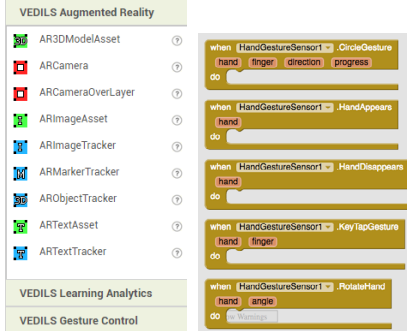 VEDILS Augmented Reality
AR3DModelAsset
ARCamera
ARCameraOverLayer
ARImageAsset
ARImageTracker
ARMarkerTracker
ARObjectTracker
ARTextAsset
ARTextTracker
VEDILS Learning Analytics
VEDILS Gesture Control
when HandGestureSensor1 .CircleGesture
hand finger direction progress
do
when HandGestureSensor1 .HandAppears
hand
do
when HandGestureSensor1 .HandDisappears
hand
do
when HandGestureSensor1 .KeyTapGesture
hand finger
do
when HandGestureSensor1 .RotateHand
hand angle
do Warnings